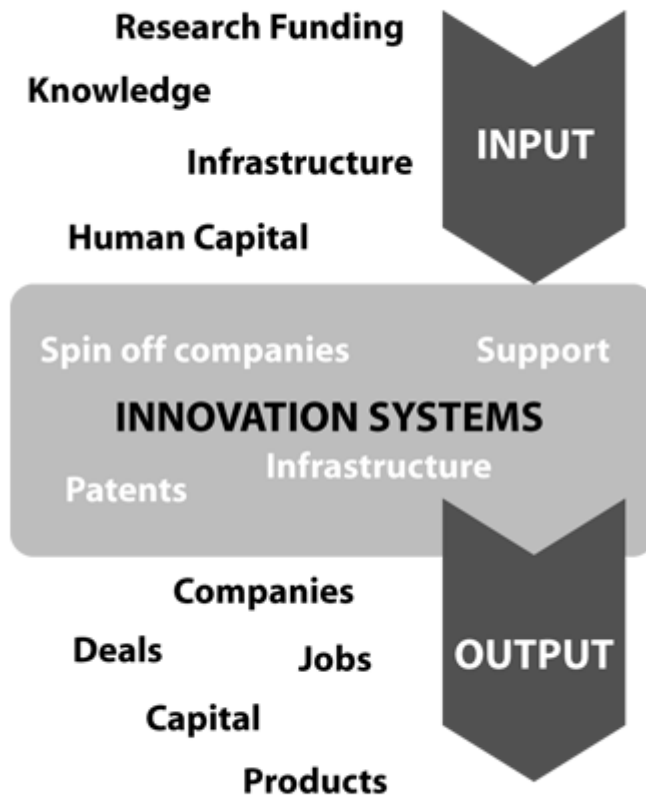 Research Funding
Knowledge
INPUT
Infrastructure
Human Capital
Spin off companies
Support
INNOVATION SYSTEMS
Infrastructure
Patents
Companies
Deals
Jobs
OUTPUT
Capital
Products